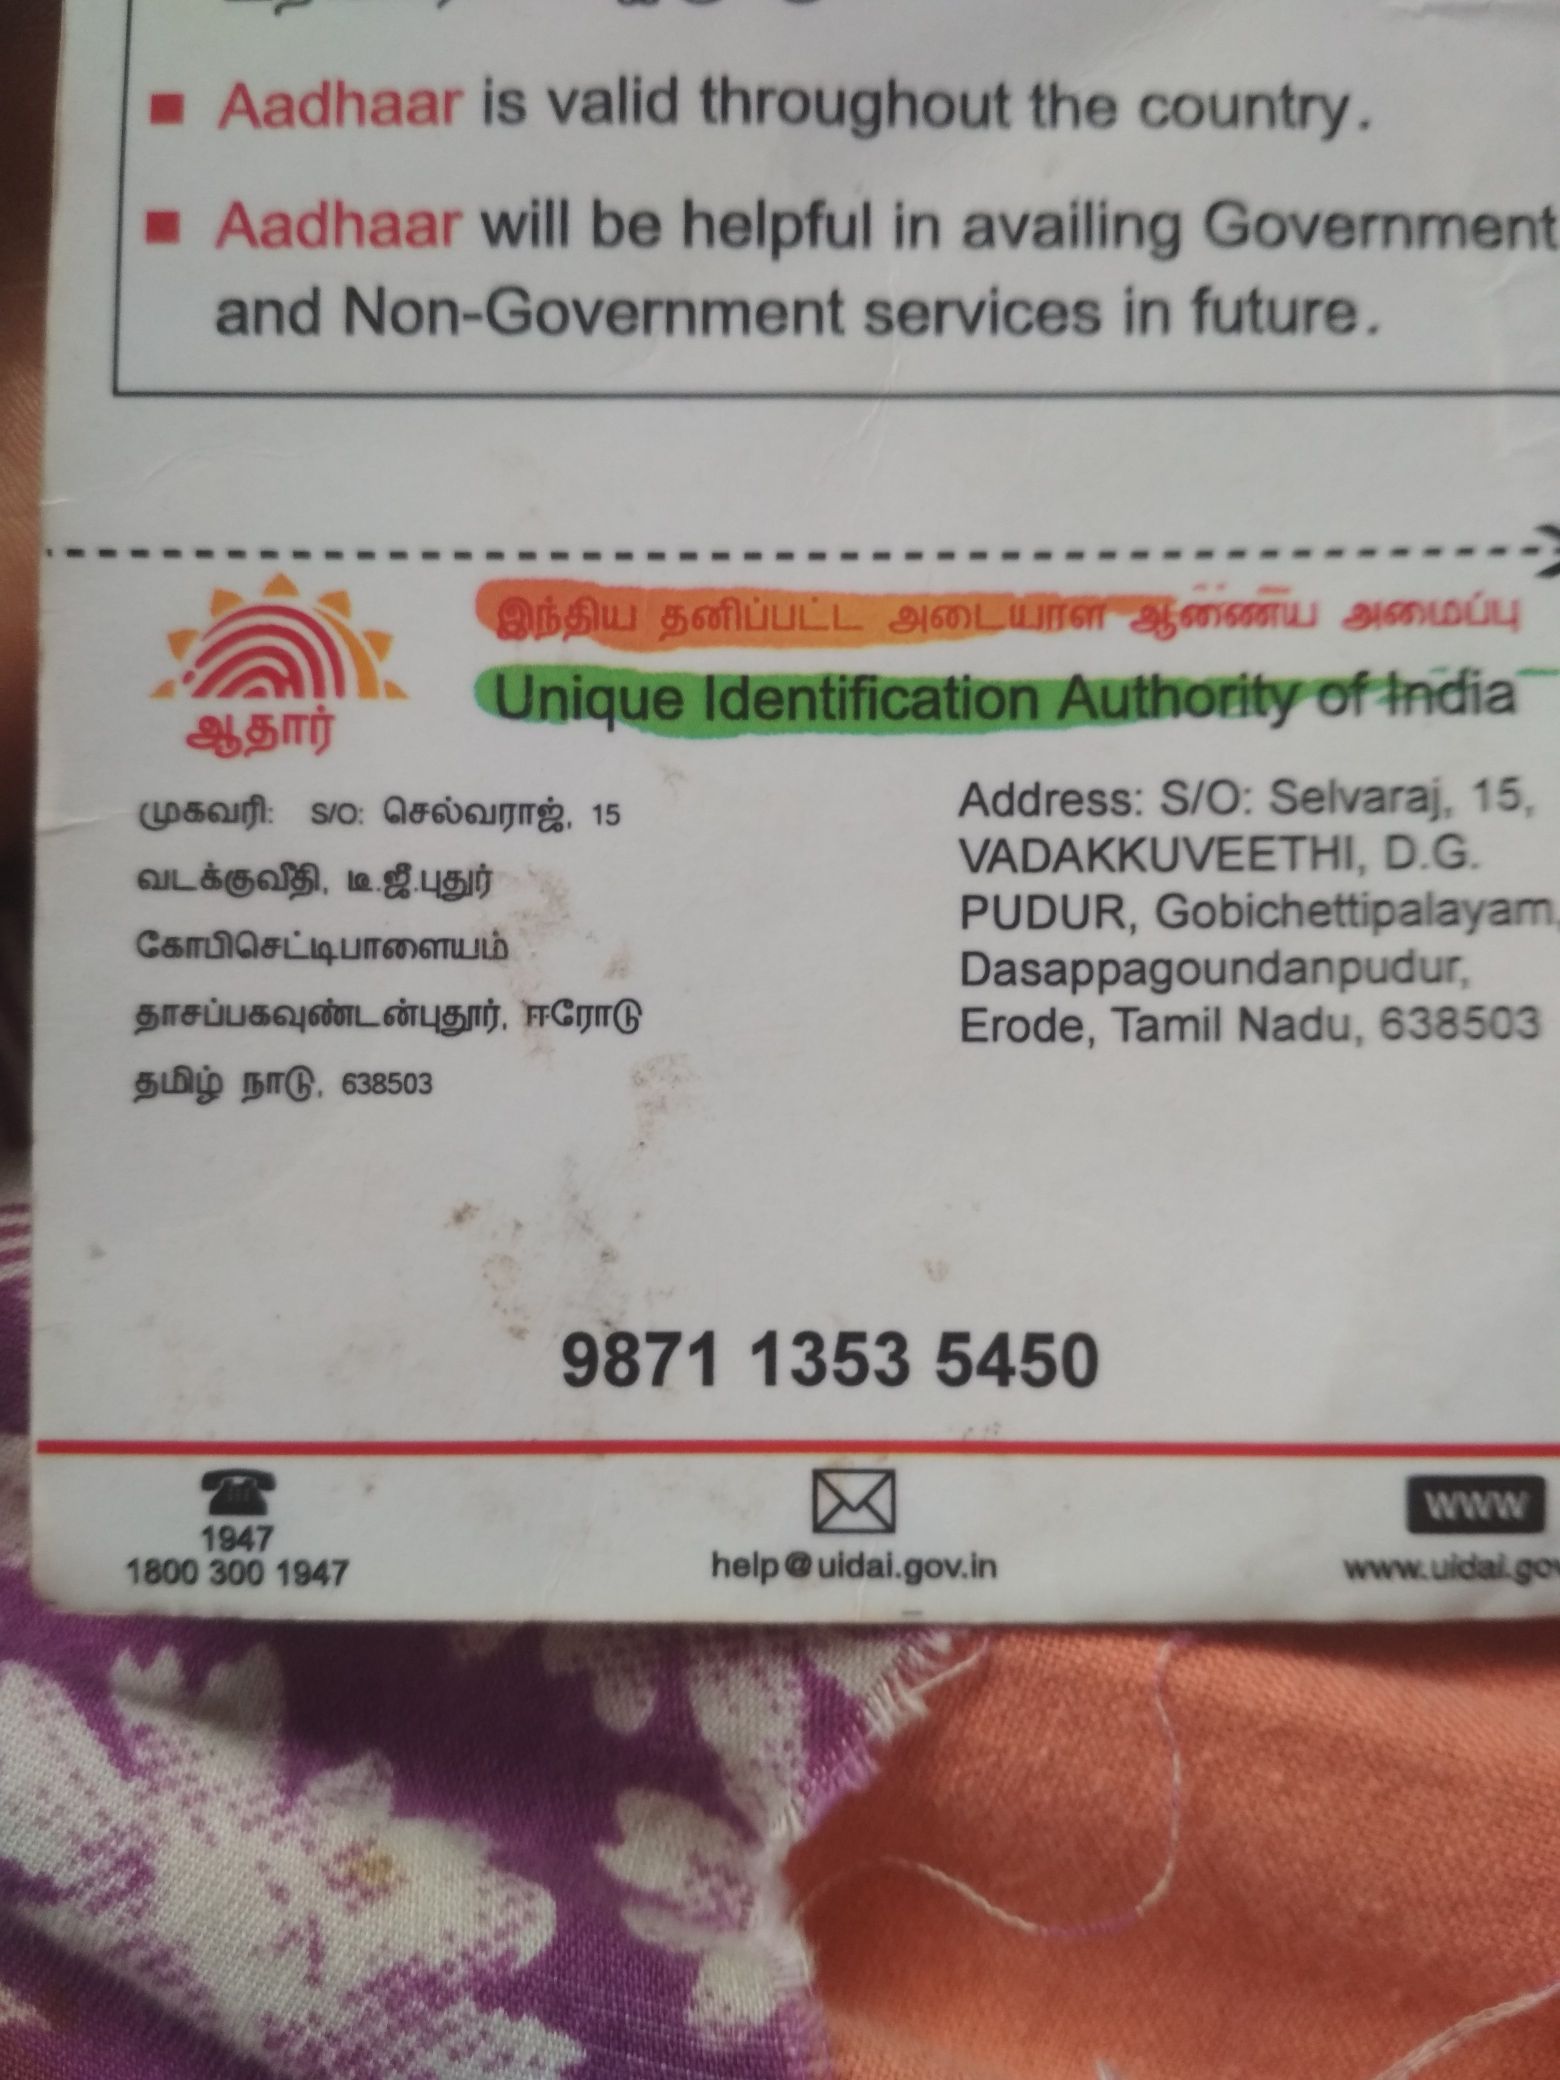 Aadhaar is valid throughout the country.
Aadhaar will be helpful in availing Government
and Non-Government services in future.
ஆதார்
இந்திய தனிப்பட்ட அடையாள ஆணைய அமைப்பு
Unique Identification Authority of India
முகவரி: S/O: செல்வராஜ், 15
வடக்குவீதி, டி.ஜீ.புதுர்
கோபிசெட்டிபாளையம்
தாசப்பகவுண்டன்புதூர், ஈரோடு
தமிழ் நாடு, 638503
Address: S/O: Selvaraj, 15,
VADAKKUVEETHI, D.G.
PUDUR, Gobichettipalayam,
Dasappagoundanpudur,
Erode, Tamil Nadu, 638503
9871 1353 5450
1947
1800 300 1947
help@uidai.gov.in
www
www.uidai.gov